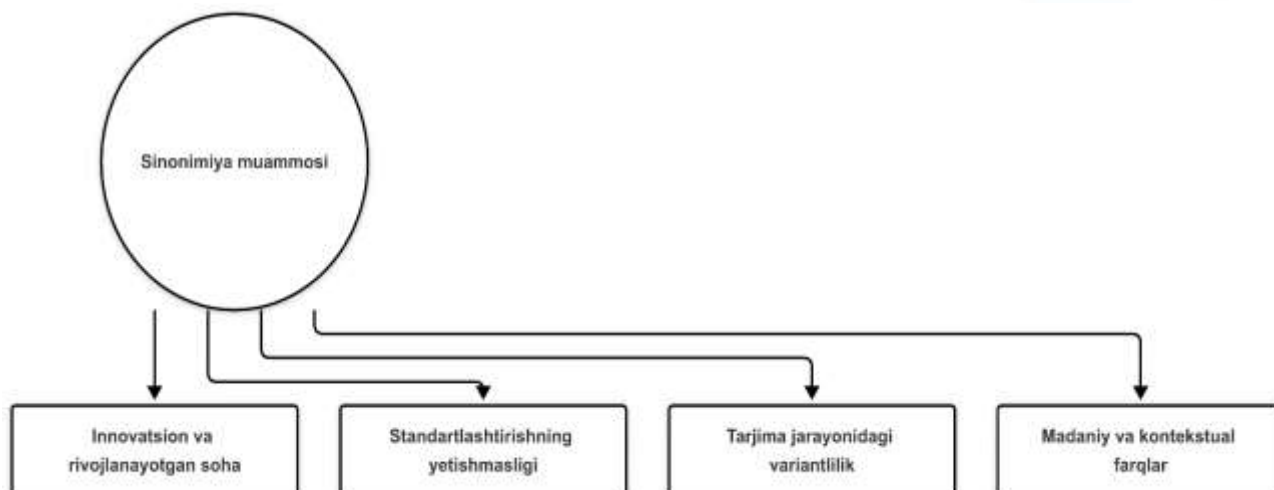 Sinonimiya muammosi
Innovatsion va
rivojlanayotgan soha
Standartlashtirishning
yetishmasligi
Tarjima jarayonidagi
variantlilik
Madaniy va kontekstual
farqlar